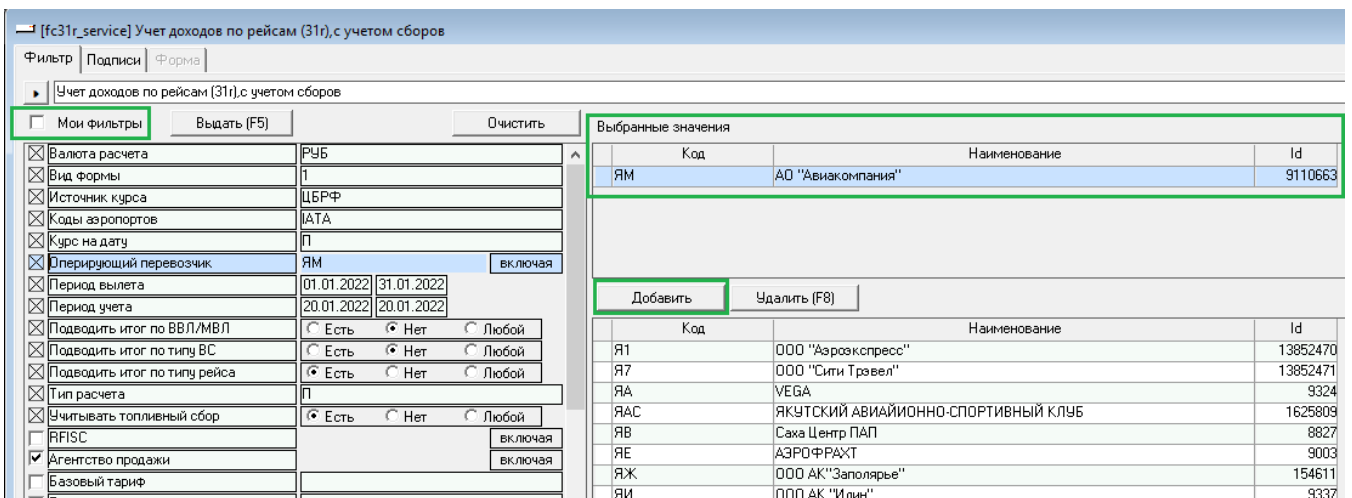 [fc31r_service] Учет доходов по рейсам (31г),с учетом сборов
Фильтр Подписи Форма
Учет доходов по рейсам (31г),с учетом сборов
Мои фильтры Выдать (F5) Очистить
Выбранные значения
Код Наименование Id
ЯМ АО "Авиакомпания" 9110663
Валюта расчета РУБ
Вид формы 1
Источник курса ЦБРФ
Коды аэропортов IATA
Курс на дату П
Оперирующий перевозчик ЯМ включая
Период вылета 01.01.2022 31.01.2022
Период учета 20.01.2022 20.01.2022
Подводить итог по ВВЛ/МВЛ Есть Нет Любой
Подводить итог по типу ВС Есть Нет Любой
Подводить итог по типу рейса Есть Нет Любой
Тип расчета П
Учитывать топливный сбор Есть Нет Любой
RFISC включая
Агентство продажи включая
Базовый тариф
Добавить Удалить (F8)
Код Наименование Id
Я1 ООО "Аэроэкспресс" 13852470
Я7 ООО "Сити Трэвел" 13852471
ЯА VEGA 9324
ЯАС ЯКУТСКИЙ АВИАЙИОННО-СПОРТИВНЫЙ КЛУБ 1625809
ЯВ Саха Центр ПАП 8827
ЯЕ АЭРОФРАХТ 9003
ЯЖ ООО АК"Заполярье" 154611
ЯИ ООО АК "Илин" 9337